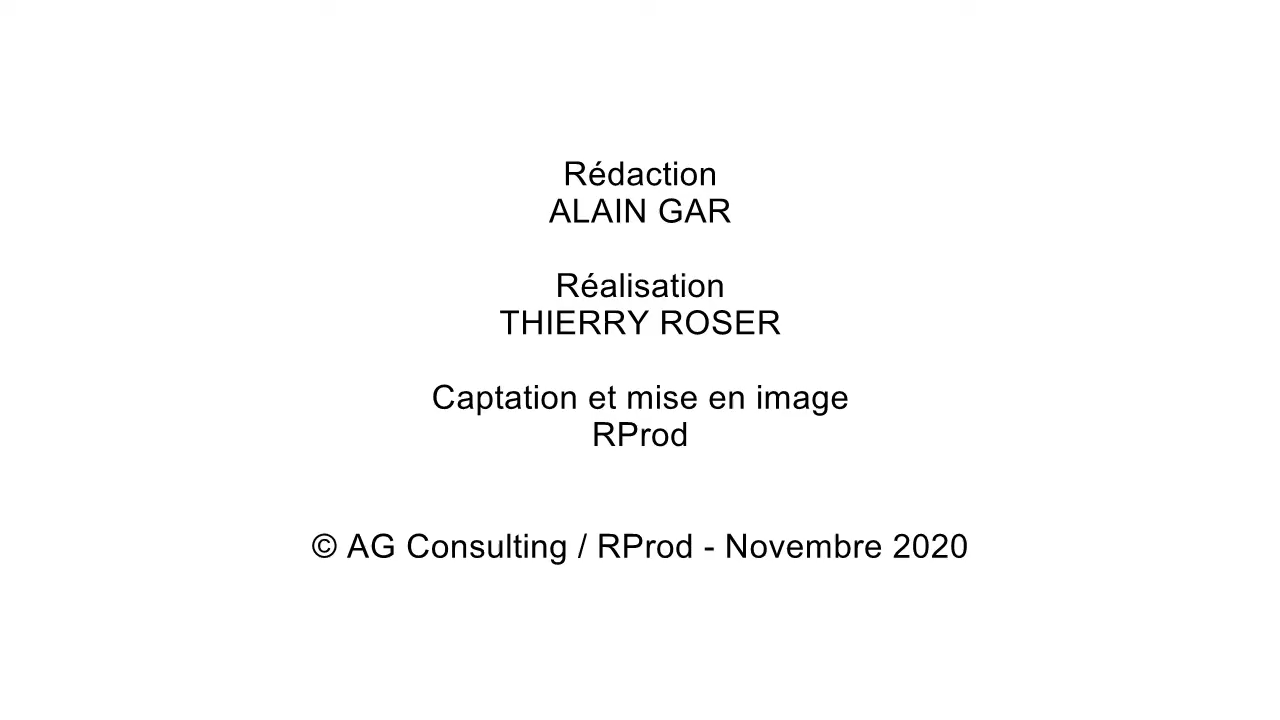 Rédaction
ALAIN GAR
Réalisation
THIERRY ROSER
Captation et mise en image
RProd
© AG Consulting / RProd - Novembre 2020